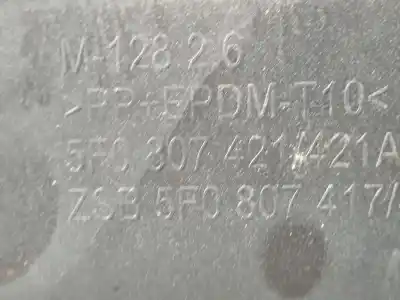 M-128 2 6
>PP+EPDM-T10<
5F0 807 421/421A
ZSB 5F0 807 417/